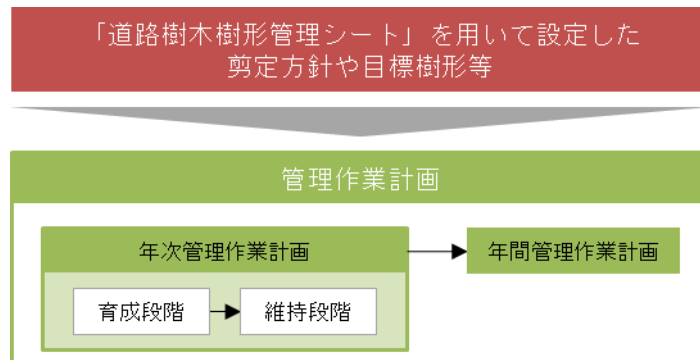 「道路樹木樹形管理シート」を用いて設定した
剪定方針や目標樹形等
管理作業計画
年次管理作業計画
年間管理作業計画
育成段階
維持段階